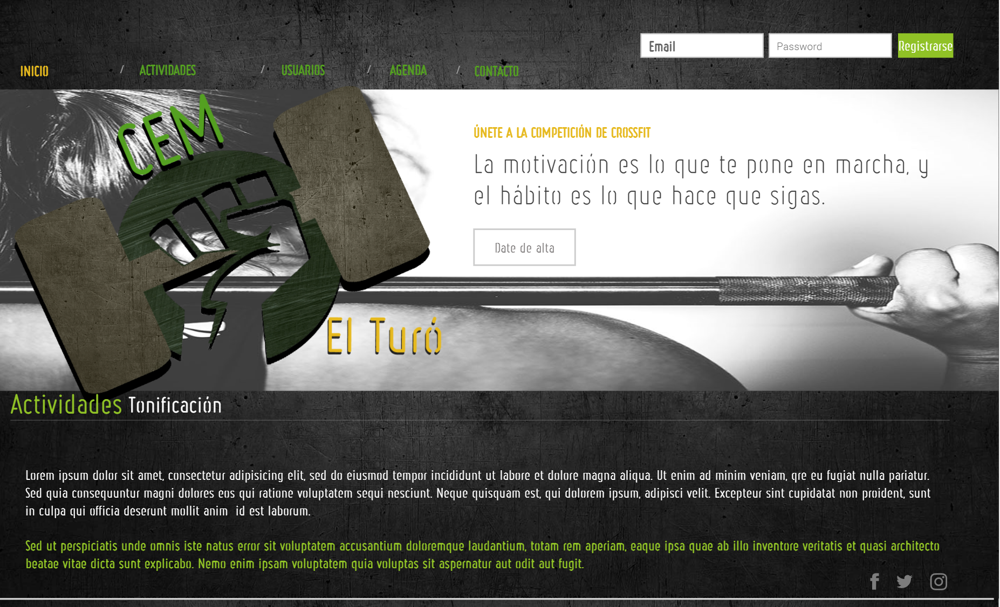 Email
Password
Registrarse
INICIO / ACTIVIDADES / USUARIOS / AGENDA / CONTACTO
CEM
ÚNETE A LA COMPETICIÓN DE CROSSFIT
La motivación es lo que te pone en marcha, y
el hábito es lo que hace que sigas.
Date de alta
El Turó
Actividades Tonificación
Lorem ipsum dolor sit amet, consectetur adipisicing elit, sed do eiusmod tempor incididunt ut labore et dolore magna aliqua. Ut enim ad minim veniam, qre eu fugiat nulla pariatur.
Sed quia consequuntur magni dolores eos qui ratione voluptatem sequi nesciunt. Neque quisquam est, qui dolorem ipsum, adipisci velit. Excepteur sint cupidatat non proident, sunt
in culpa qui officia deserunt mollit anim  id est laborum.
Sed ut perspiciatis unde omnis iste natus error sit voluptatem accusantium doloremque laudantium, totam rem aperiam, eaque ipsa quae ab illo inventore veritatis et quasi architecto
beatae vitae dicta sunt explicabo. Nemo enim ipsam voluptatem quia voluptas sit aspernatur aut odit aut fugit.